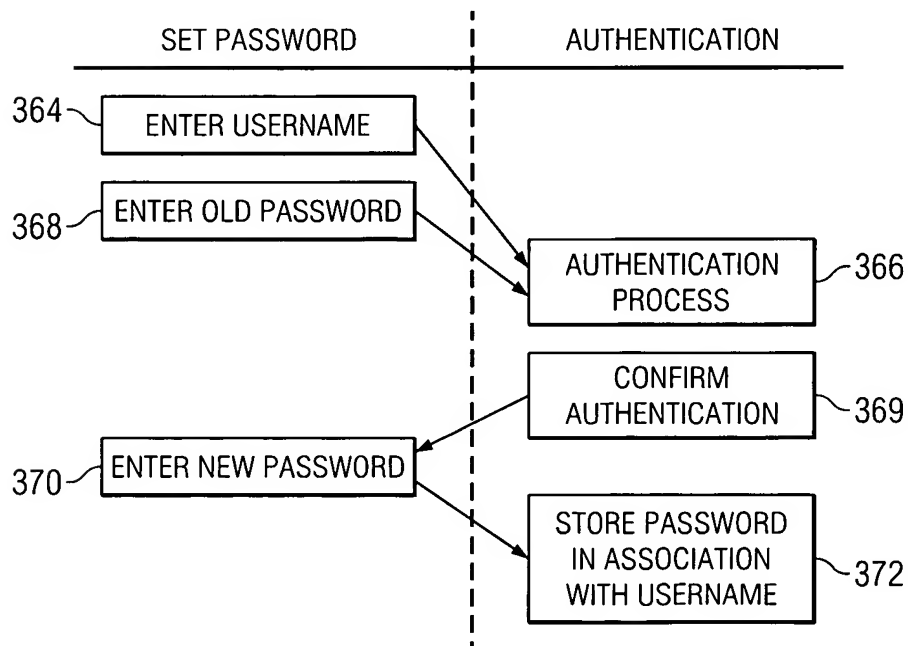 SET PASSWORD
AUTHENTICATION
364
ENTER USERNAME
368
ENTER OLD PASSWORD
AUTHENTICATION
PROCESS
366
CONFIRM
AUTHENTICATION
369
370
ENTER NEW PASSWORD
STORE PASSWORD
IN ASSOCIATION
WITH USERNAME
372